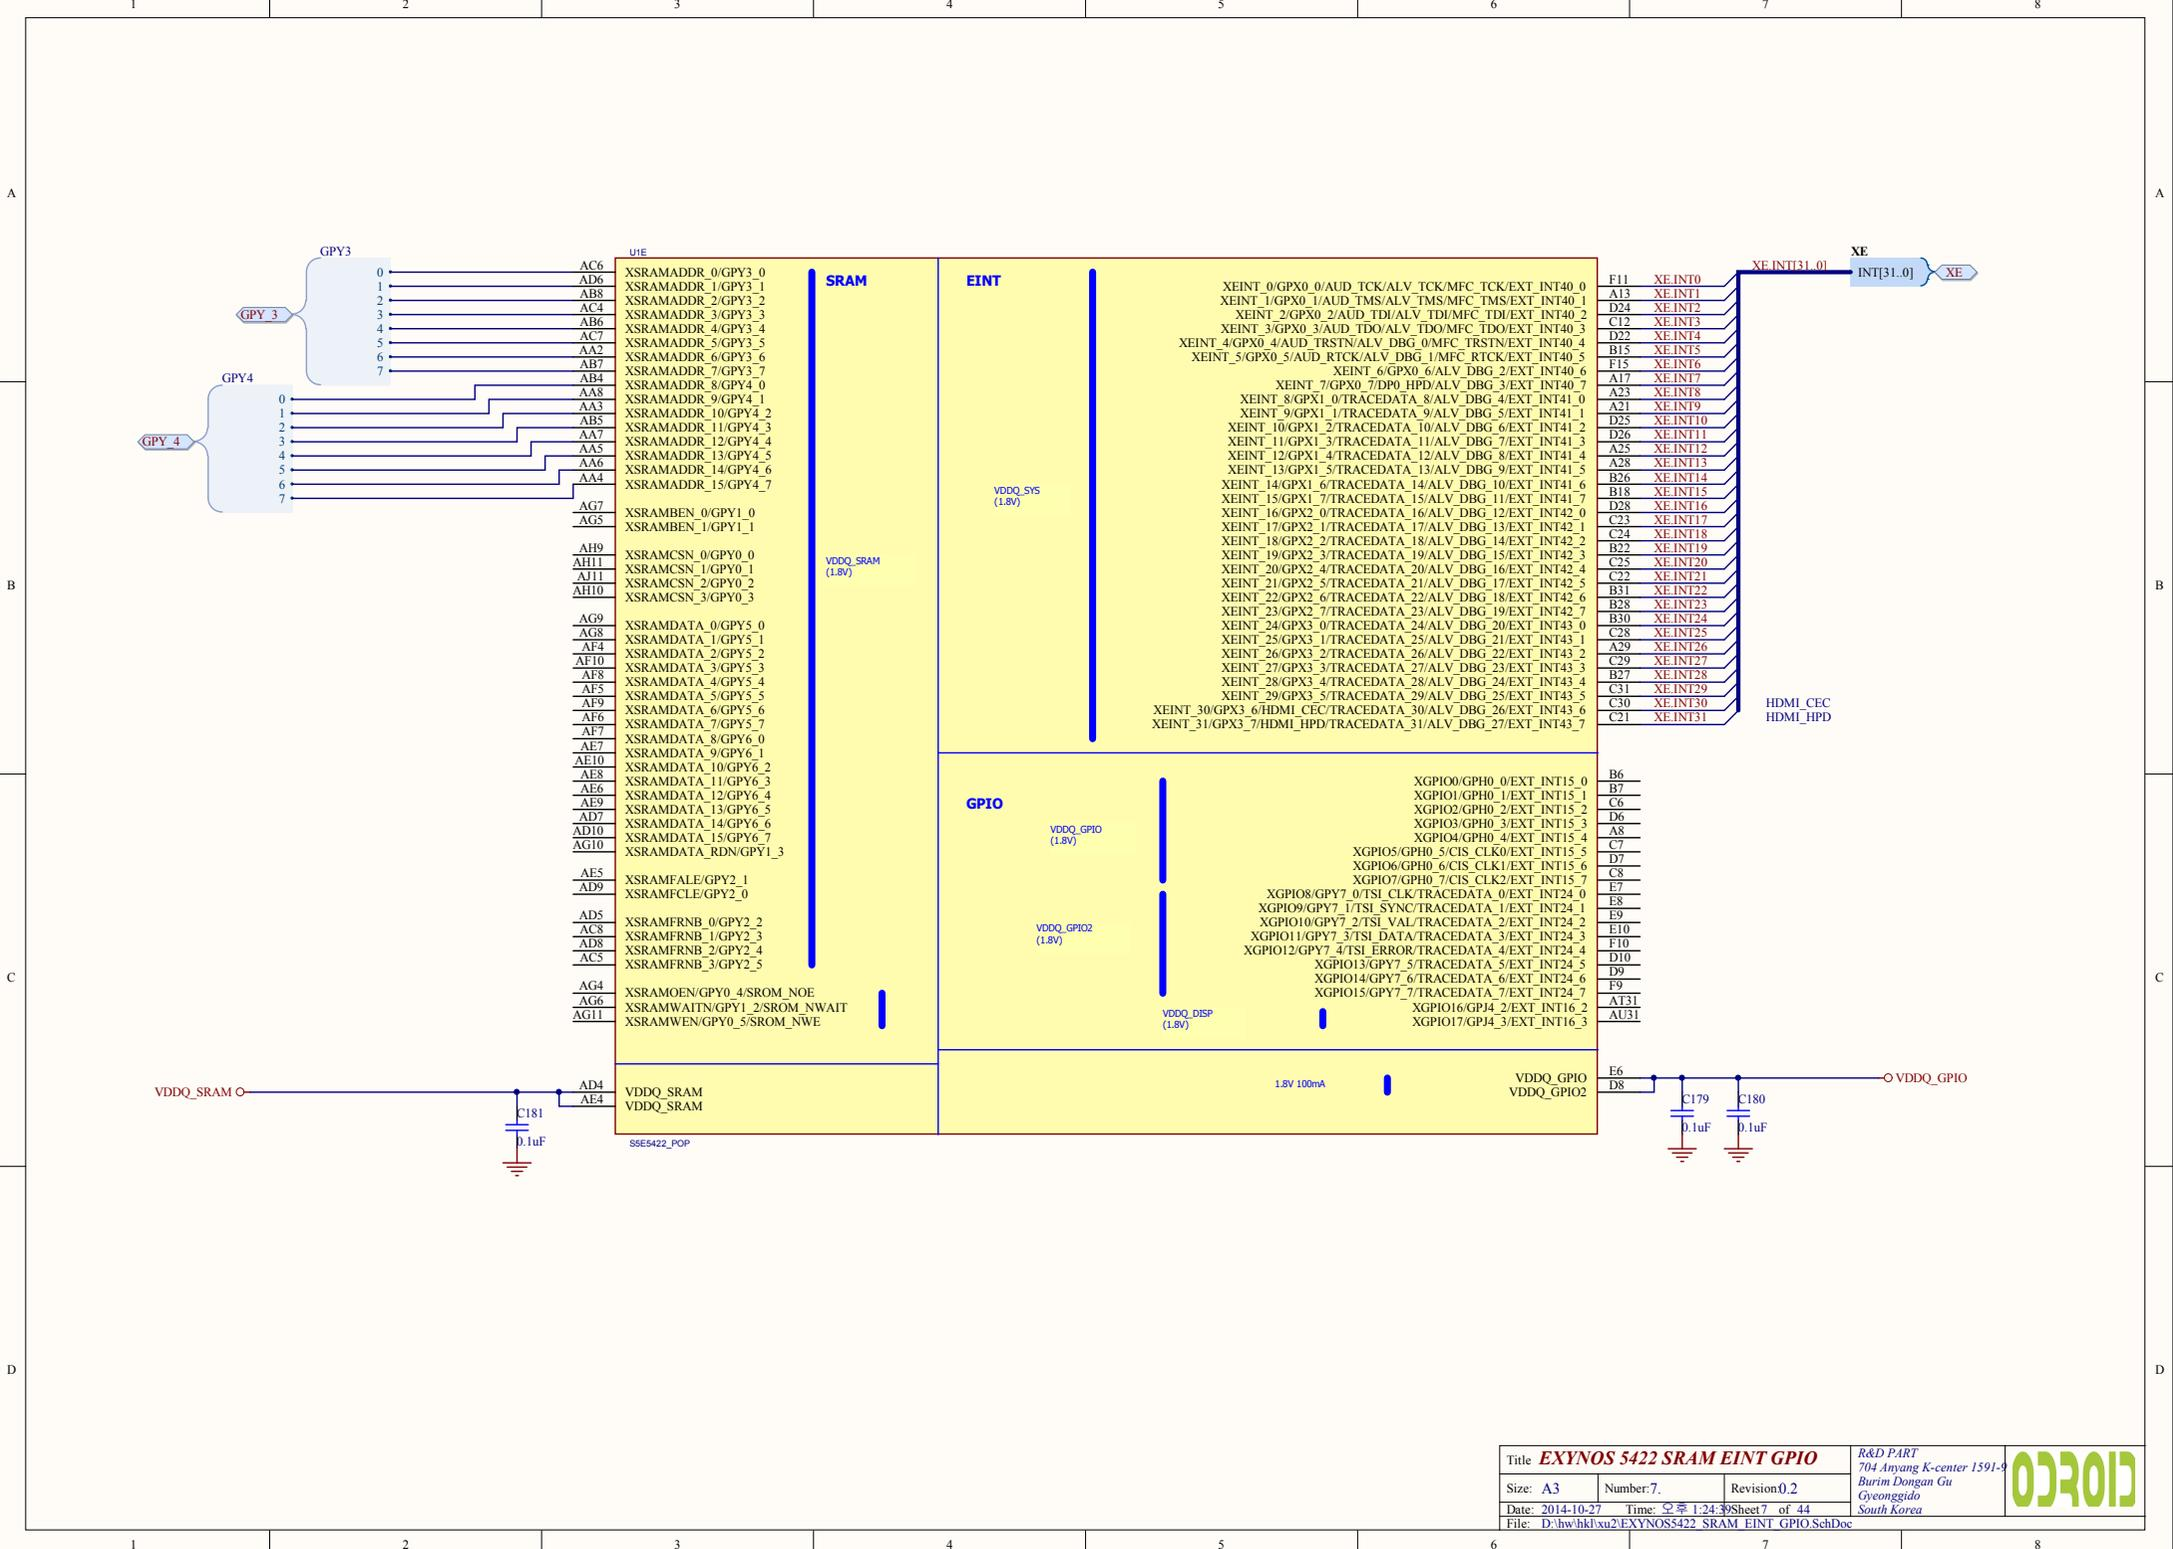 1 2 3 4 5 6 7 8
A
B
C
D
A
B
C
D
U1E
GPY3
GPY_3
0
1
2
3
4
5
6
7
GPY4
GPY_4
0
1
2
3
4
5
6
7
SRAM
AC6 XSRAMADDR_0/GPY3_0
AD6 XSRAMADDR_1/GPY3_1
AB8 XSRAMADDR_2/GPY3_2
AC4 XSRAMADDR_3/GPY3_3
AB6 XSRAMADDR_4/GPY3_4
AC7 XSRAMADDR_5/GPY3_5
AA2 XSRAMADDR_6/GPY3_6
AB7 XSRAMADDR_7/GPY3_7
AB4 XSRAMADDR_8/GPY4_0
AA8 XSRAMADDR_9/GPY4_1
AA3 XSRAMADDR_10/GPY4_2
AB5 XSRAMADDR_11/GPY4_3
AA7 XSRAMADDR_12/GPY4_4
AA5 XSRAMADDR_13/GPY4_5
AA6 XSRAMADDR_14/GPY4_6
AA4 XSRAMADDR_15/GPY4_7
AG7 XSRAMBEN_0/GPY1_0
AG5 XSRAMBEN_1/GPY1_1
AH9 XSRAMCSN_0/GPY0_0
AH11 XSRAMCSN_1/GPY0_1
AJ11 XSRAMCSN_2/GPY0_2
AH10 XSRAMCSN_3/GPY0_3
VDDQ_SRAM
(1.8V)
AG9 XSRAMDATA_0/GPY5_0
AG8 XSRAMDATA_1/GPY5_1
AF4 XSRAMDATA_2/GPY5_2
AF10 XSRAMDATA_3/GPY5_3
AF8 XSRAMDATA_4/GPY5_4
AF5 XSRAMDATA_5/GPY5_5
AF9 XSRAMDATA_6/GPY5_6
AF6 XSRAMDATA_7/GPY5_7
AF7 XSRAMDATA_8/GPY6_0
AE7 XSRAMDATA_9/GPY6_1
AE10 XSRAMDATA_10/GPY6_2
AE8 XSRAMDATA_11/GPY6_3
AE6 XSRAMDATA_12/GPY6_4
AE9 XSRAMDATA_13/GPY6_5
AD7 XSRAMDATA_14/GPY6_6
AD10 XSRAMDATA_15/GPY6_7
AG10 XSRAMDATA_RDN/GPY1_3
AE5 XSRAMFALE/GPY2_1
AD9 XSRAMFCLE/GPY2_0
AD5 XSRAMFRNB_0/GPY2_2
AC8 XSRAMFRNB_1/GPY2_3
AD8 XSRAMFRNB_2/GPY2_4
AC5 XSRAMFRNB_3/GPY2_5
AG4 XSRAMOEN/GPY0_4/SROM_NOE
AG6 XSRAMWAITN/GPY1_2/SROM_NWAIT
AG11 XSRAMWEN/GPY0_5/SROM_NWE
VDDQ_SRAM
AD4 VDDQ_SRAM
AE4 VDDQ_SRAM
C181
0.1uF
S5E5422_POP
EINT
VDDQ_SYS
(1.8V)
XEINT_0/GPX0_0/AUD_TCK/ALV_TCK/MFC_TCK/EXT_INT40_0 F11 XE.INT0
XEINT_1/GPX0_1/AUD_TMS/ALV_TMS/MFC_TMS/EXT_INT40_1 A13 XE.INT1
XEINT_2/GPX0_2/AUD_TDI/ALV_TDI/MFC_TDI/EXT_INT40_2 D24 XE.INT2
XEINT_3/GPX0_3/AUD_TDO/ALV_TDO/MFC_TDO/EXT_INT40_3 C12 XE.INT3
XEINT_4/GPX0_4/AUD_TRSTN/ALV_DBG_0/MFC_TRSTN/EXT_INT40_4 D22 XE.INT4
XEINT_5/GPX0_5/AUD_RTCK/ALV_DBG_1/MFC_RTCK/EXT_INT40_5 B15 XE.INT5
XEINT_6/GPX0_6/ALV_DBG_2/EXT_INT40_6 F15 XE.INT6
XEINT_7/GPX0_7/DP0_HPD/ALV_DBG_3/EXT_INT40_7 A17 XE.INT7
XEINT_8/GPX1_0/TRACEDATA_8/ALV_DBG_4/EXT_INT41_0 A23 XE.INT8
XEINT_9/GPX1_1/TRACEDATA_9/ALV_DBG_5/EXT_INT41_1 A21 XE.INT9
XEINT_10/GPX1_2/TRACEDATA_10/ALV_DBG_6/EXT_INT41_2 D25 XE.INT10
XEINT_11/GPX1_3/TRACEDATA_11/ALV_DBG_7/EXT_INT41_3 D26 XE.INT11
XEINT_12/GPX1_4/TRACEDATA_12/ALV_DBG_8/EXT_INT41_4 A25 XE.INT12
XEINT_13/GPX1_5/TRACEDATA_13/ALV_DBG_9/EXT_INT41_5 A28 XE.INT13
XEINT_14/GPX1_6/TRACEDATA_14/ALV_DBG_10/EXT_INT41_6 B26 XE.INT14
XEINT_15/GPX1_7/TRACEDATA_15/ALV_DBG_11/EXT_INT41_7 B18 XE.INT15
XEINT_16/GPX2_0/TRACEDATA_16/ALV_DBG_12/EXT_INT42_0 D28 XE.INT16
XEINT_17/GPX2_1/TRACEDATA_17/ALV_DBG_13/EXT_INT42_1 C23 XE.INT17
XEINT_18/GPX2_2/TRACEDATA_18/ALV_DBG_14/EXT_INT42_2 C24 XE.INT18
XEINT_19/GPX2_3/TRACEDATA_19/ALV_DBG_15/EXT_INT42_3 B22 XE.INT19
XEINT_20/GPX2_4/TRACEDATA_20/ALV_DBG_16/EXT_INT42_4 C25 XE.INT20
XEINT_21/GPX2_5/TRACEDATA_21/ALV_DBG_17/EXT_INT42_5 C22 XE.INT21
XEINT_22/GPX2_6/TRACEDATA_22/ALV_DBG_18/EXT_INT42_6 B31 XE.INT22
XEINT_23/GPX2_7/TRACEDATA_23/ALV_DBG_19/EXT_INT42_7 B28 XE.INT23
XEINT_24/GPX3_0/TRACEDATA_24/ALV_DBG_20/EXT_INT43_0 B30 XE.INT24
XEINT_25/GPX3_1/TRACEDATA_25/ALV_DBG_21/EXT_INT43_1 C28 XE.INT25
XEINT_26/GPX3_2/TRACEDATA_26/ALV_DBG_22/EXT_INT43_2 A29 XE.INT26
XEINT_27/GPX3_3/TRACEDATA_27/ALV_DBG_23/EXT_INT43_3 C29 XE.INT27
XEINT_28/GPX3_4/TRACEDATA_28/ALV_DBG_24/EXT_INT43_4 B27 XE.INT28
XEINT_29/GPX3_5/TRACEDATA_29/ALV_DBG_25/EXT_INT43_5 C31 XE.INT29
XEINT_30/GPX3_6/HDMI_CEC/TRACEDATA_30/ALV_DBG_26/EXT_INT43_6 C30 XE.INT30 HDMI_CEC
XEINT_31/GPX3_7/HDMI_HPD/TRACEDATA_31/ALV_DBG_27/EXT_INT43_7 C21 XE.INT31 HDMI_HPD
XE.INT[31..0]
XE
INT[31..0]
XE
GPIO
VDDQ_GPIO
(1.8V)
VDDQ_GPIO2
(1.8V)
VDDQ_DISP
(1.8V)
XGPIO0/GPH0_0/EXT_INT15_0 B6
XGPIO1/GPH0_1/EXT_INT15_1 B7
XGPIO2/GPH0_2/EXT_INT15_2 C6
XGPIO3/GPH0_3/EXT_INT15_3 D6
XGPIO4/GPH0_4/EXT_INT15_4 A8
XGPIO5/GPH0_5/CIS_CLK0/EXT_INT15_5 C7
XGPIO6/GPH0_6/CIS_CLK1/EXT_INT15_6 D7
XGPIO7/GPH0_7/CIS_CLK2/EXT_INT15_7 C8
XGPIO8/GPY7_0/TSI_CLK/TRACEDATA_0/EXT_INT24_0 E7
XGPIO9/GPY7_1/TSI_SYNC/TRACEDATA_1/EXT_INT24_1 E8
XGPIO10/GPY7_2/TSI_VAL/TRACEDATA_2/EXT_INT24_2 E9
XGPIO11/GPY7_3/TSI_DATA/TRACEDATA_3/EXT_INT24_3 E10
XGPIO12/GPY7_4/TSI_ERROR/TRACEDATA_4/EXT_INT24_4 F10
XGPIO13/GPY7_5/TRACEDATA_5/EXT_INT24_5 D10
XGPIO14/GPY7_6/TRACEDATA_6/EXT_INT24_6 D9
XGPIO15/GPY7_7/TRACEDATA_7/EXT_INT24_7 F9
XGPIO16/GPJ4_2/EXT_INT16_2 AT31
XGPIO17/GPJ4_3/EXT_INT16_3 AU31
1.8V 100mA
VDDQ_GPIO E6
VDDQ_GPIO2 D8
VDDQ_GPIO
C179
0.1uF
C180
0.1uF
Title EXYNOS 5422 SRAM EINT GPIO
Size: A3 Number:7. Revision:0.2
Date: 2014-10-27 Time: 오후 1:24:39 Sheet 7 of 44
File: D:\hw\hkl\xu2\EXYNOS5422_SRAM_EINT_GPIO.SchDoc
R&D PART
704 Anyang K-center 1591-9
Burim Dongan Gu
Gyeonggido
South Korea
ODROID
1 2 3 4 5 6 7 8